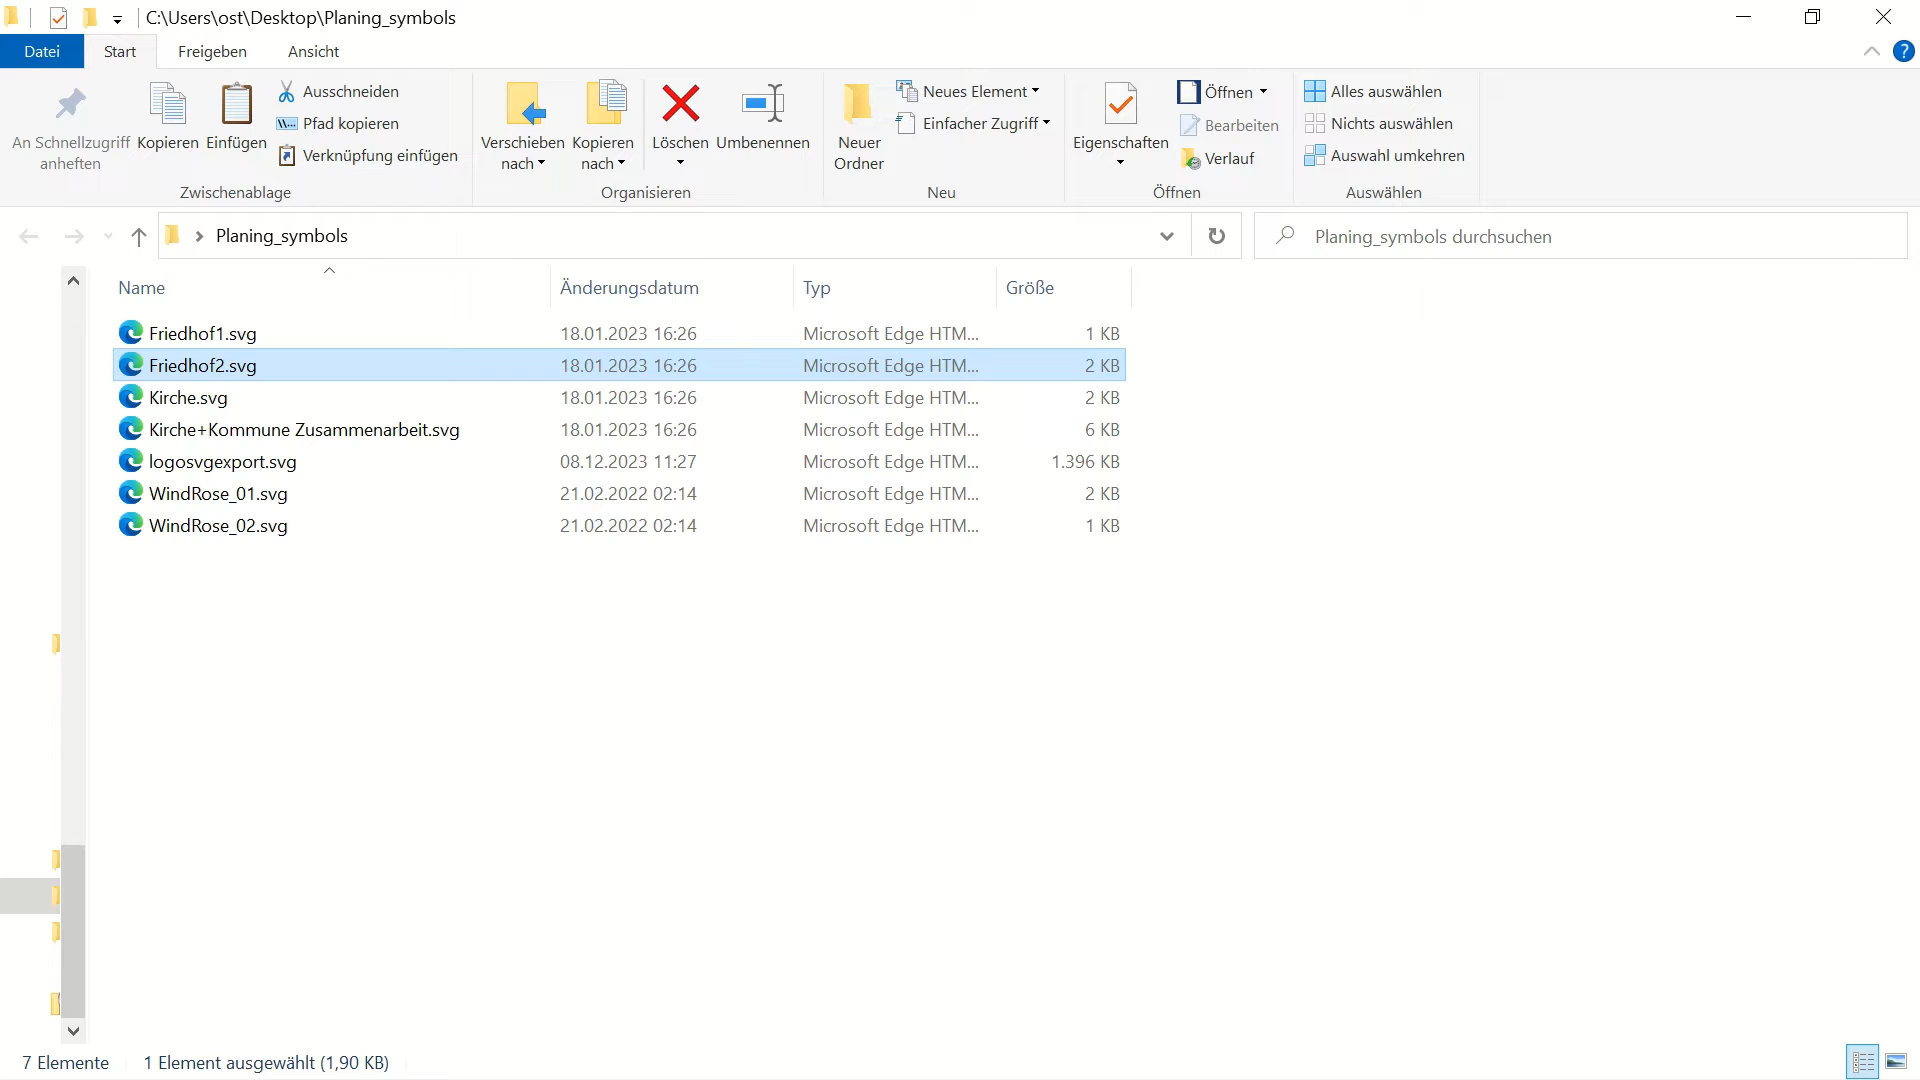 C:\Users\ost\Desktop\Planing_symbols
Datei Start Freigeben Ansicht ?
An Schnellzugriff anheften
Kopieren
Einfügen
Ausschneiden
Pfad kopieren
Verknüpfung einfügen
Zwischenablage
Verschieben nach
Kopieren nach
Löschen
Umbenennen
Organisieren
Neuer Ordner
Neues Element
Einfacher Zugriff
Neu
Eigenschaften
Öffnen
Bearbeiten
Verlauf
Öffnen
Alles auswählen
Nichts auswählen
Auswahl umkehren
Auswählen
Planing_symbols
Planing_symbols durchsuchen
Name Änderungsdatum Typ Größe
Friedhof1.svg 18.01.2023 16:26 Microsoft Edge HTM... 1 KB
Friedhof2.svg 18.01.2023 16:26 Microsoft Edge HTM... 2 KB
Kirche.svg 18.01.2023 16:26 Microsoft Edge HTM... 2 KB
Kirche+Kommune Zusammenarbeit.svg 18.01.2023 16:26 Microsoft Edge HTM... 6 KB
logosvgexport.svg 08.12.2023 11:27 Microsoft Edge HTM... 1.396 KB
WindRose_01.svg 21.02.2022 02:14 Microsoft Edge HTM... 2 KB
WindRose_02.svg 21.02.2022 02:14 Microsoft Edge HTM... 1 KB
7 Elemente 1 Element ausgewählt (1,90 KB)